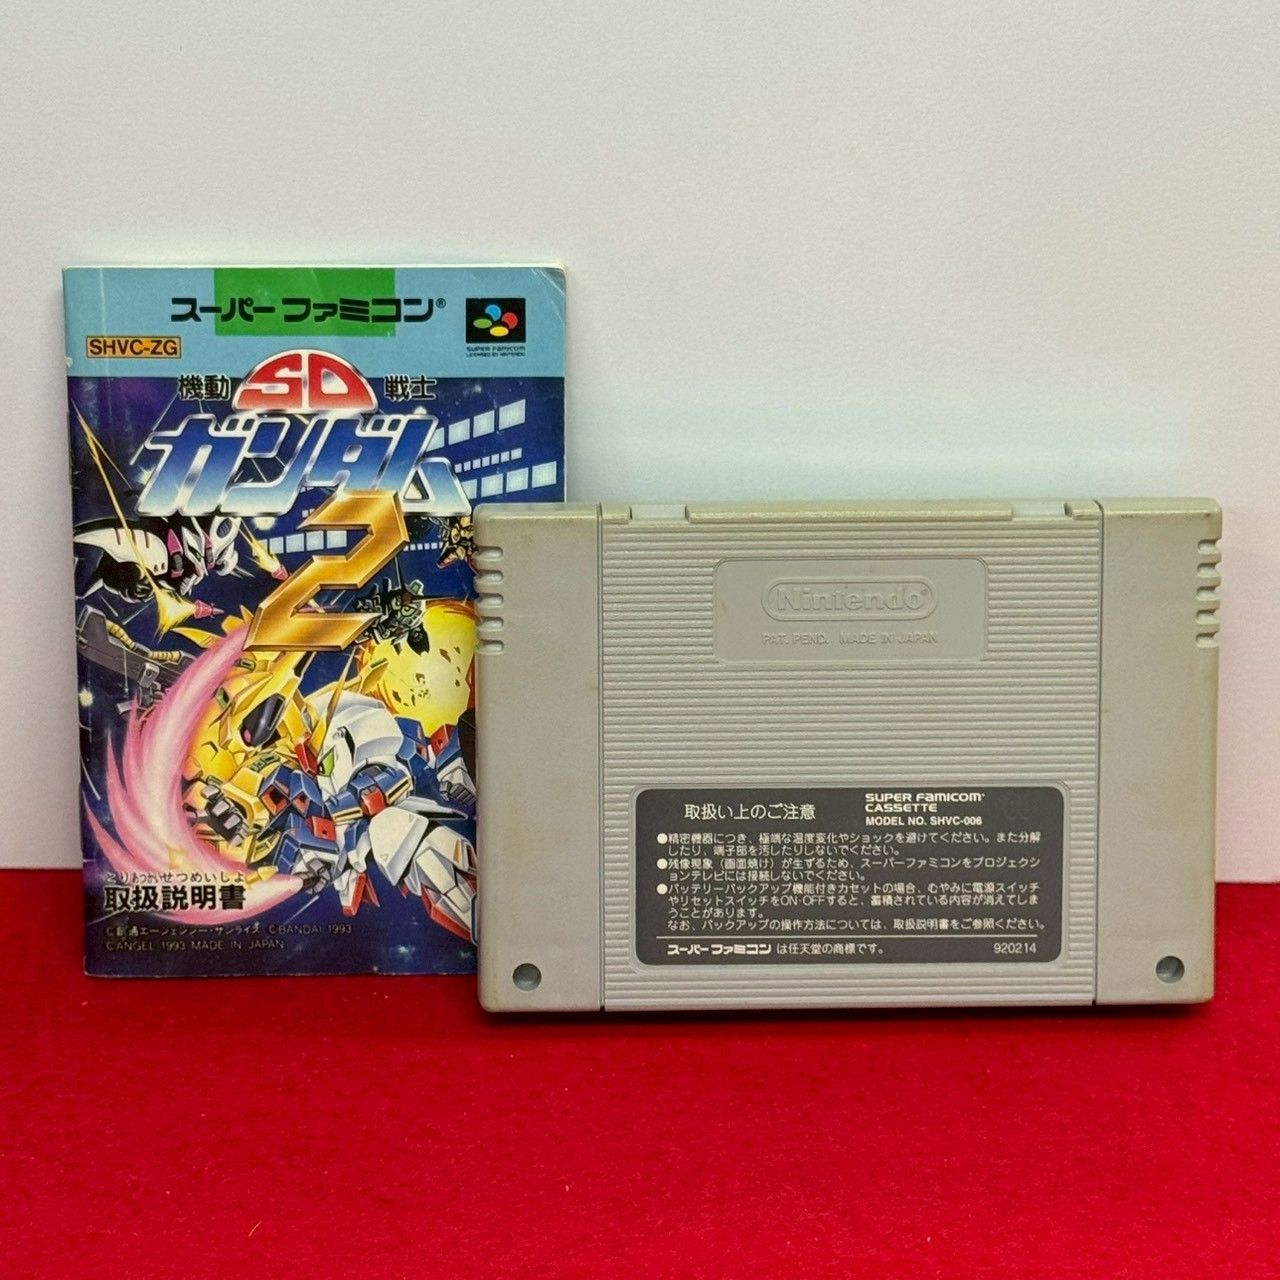 スーパーファミコン®
SHVC-ZG
SUPER FAMICOM
LICENSED BY NINTENDO
機動 SD 戦士
ガンダム
2
とりあつかいせつめいしょ
取扱説明書
©創通エージェンシー・サンライズ ©BANDAI 1993
©ANGEL 1993 MADE IN JAPAN
Nintendo®
PAT. PEND. MADE IN JAPAN
取扱い上のご注意
SUPER FAMICOM®
CASSETTE
MODEL NO. SHVC-006
●精密機器につき、極端な温度変化やショックを避けてください。また分解
したり、端子部を汚したりしないでください。
●残像現象（画面焼け）が生ずるため、スーパーファミコンをプロジェクシ
ョンテレビには接続しないでください。
●バッテリーバックアップ機能付きカセットの場合、むやみに電源スイッチ
やリセットスイッチをON・OFFすると、蓄積されている内容が消えてしま
うことがあります。
なお、バックアップの操作方法については、取扱説明書をご参照ください。
スーパーファミコン は任天堂の商標です。
920214